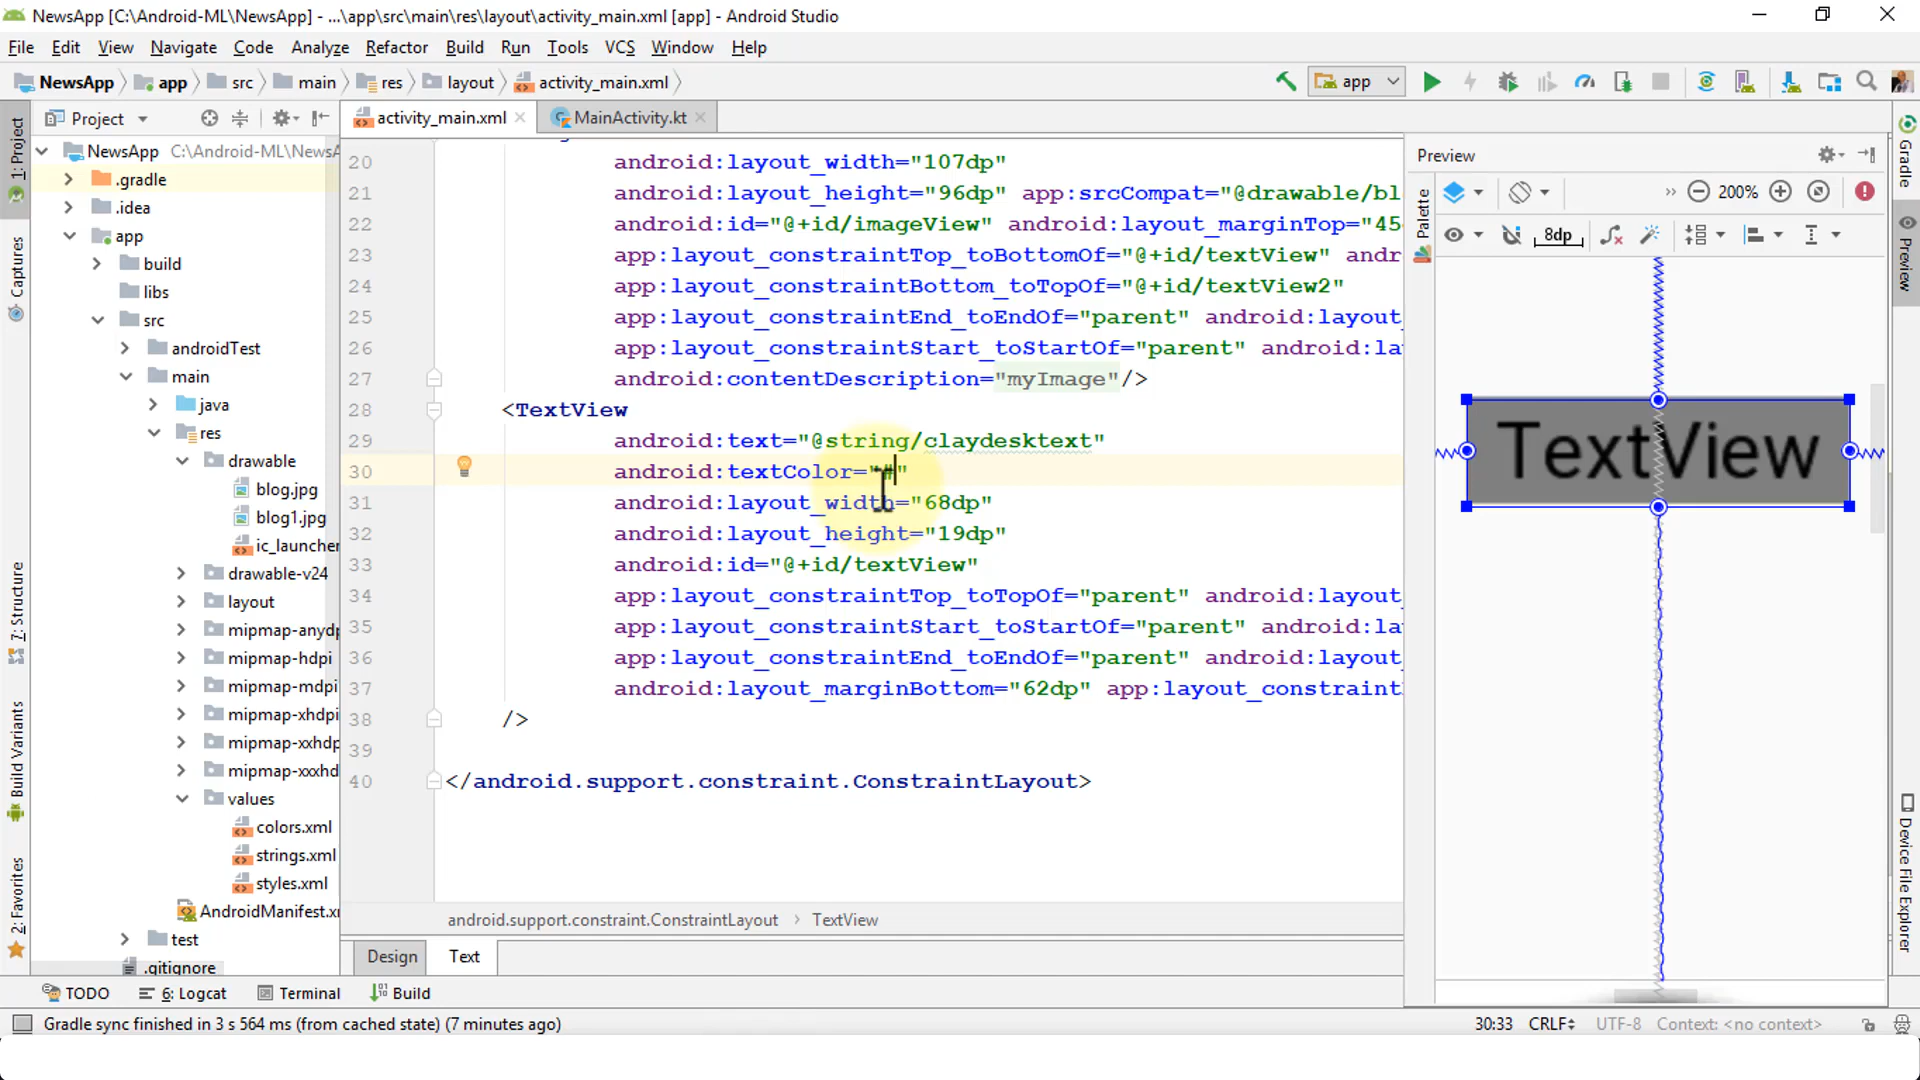 NewsApp [C:\Android-ML\NewsApp] - ...\app\src\main\res\layout\activity_main.xml [app] - Android Studio
File Edit View Navigate Code Analyze Refactor Build Run Tools VCS Window Help
NewsApp app src main res layout activity_main.xml app
Project activity_main.xml MainActivity.kt
NewsApp C:\Android-ML\NewsA
.gradle
.idea
app
build
libs
src
androidTest
main
java
res
drawable
blog.jpg
blog1.jpg
ic_launcher
drawable-v24
layout
mipmap-anydp
mipmap-hdpi
mipmap-mdpi
mipmap-xhdpi
mipmap-xxhdp
mipmap-xxxhd
values
colors.xml
strings.xml
styles.xml
AndroidManifest.x
test
.gitignore
1: Project
Captures
7: Structure
Build Variants
2: Favorites
20 android:layout_width="107dp"
21 android:layout_height="96dp" app:srcCompat="@drawable/bl
22 android:id="@+id/imageView" android:layout_marginTop="45
23 app:layout_constraintTop_toBottomOf="@+id/textView" andr
24 app:layout_constraintBottom_toTopOf="@+id/textView2"
25 app:layout_constraintEnd_toEndOf="parent" android:layout_
26 app:layout_constraintStart_toStartOf="parent" android:la
27 android:contentDescription="myImage"/>
28 <TextView
29 android:text="@string/claydesktext"
30 android:textColor="#"
31 android:layout_width="68dp"
32 android:layout_height="19dp"
33 android:id="@+id/textView"
34 app:layout_constraintTop_toTopOf="parent" android:layout_
35 app:layout_constraintStart_toStartOf="parent" android:la
36 app:layout_constraintEnd_toEndOf="parent" android:layout_
37 android:layout_marginBottom="62dp" app:layout_constraint
38 />
39
40 </android.support.constraint.ConstraintLayout>
android.support.constraint.ConstraintLayout › TextView
Design Text
Preview
200%
8dp
Palette
TextView
Gradle
Preview
Device File Explorer
TODO 6: Logcat Terminal Build
Gradle sync finished in 3 s 564 ms (from cached state) (7 minutes ago) 30:33 CRLF UTF-8 Context: <no context>